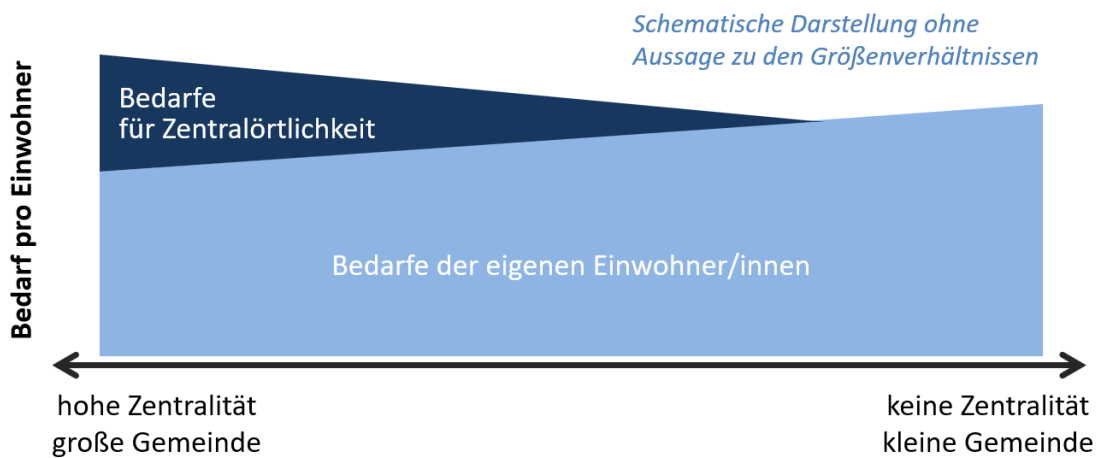 Schematische Darstellung ohne
Aussage zu den Größenverhältnissen
Bedarf pro Einwohner
Bedarfe
für Zentralörtlichkeit
Bedarfe der eigenen Einwohner/innen
hohe Zentralität
große Gemeinde
keine Zentralität
kleine Gemeinde